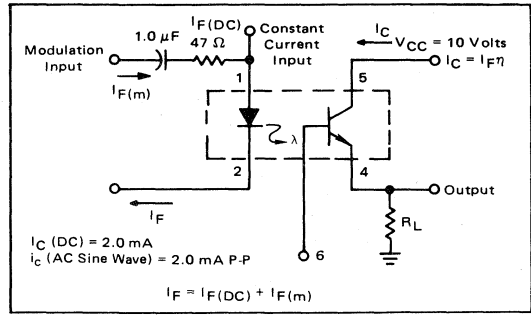 I_F(DC)
Constant
Current
Input
1.0 μF
47 Ω
Modulation
Input
I_F(m)
I_C
V_CC = 10 Volts
I_C = I_Fη
1
5
λ
2
4
Output
I_F
R_L
6
I_C (DC) = 2.0 mA
i_c (AC Sine Wave) = 2.0 mA P-P
I_F = I_F(DC) + I_F(m)